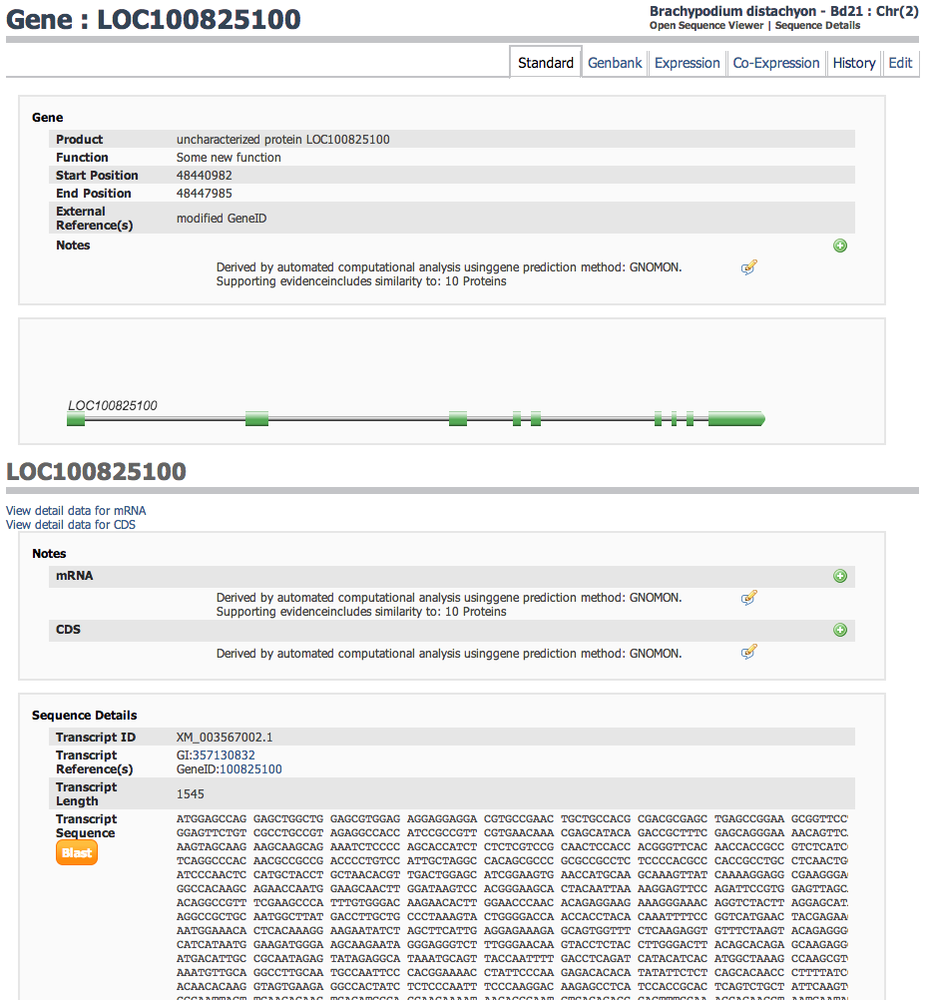 Gene : LOC100825100
Brachypodium distachyon - Bd21 : Chr(2)
Open Sequence Viewer | Sequence Details
Standard Genbank Expression Co-Expression History Edit
Gene
Product uncharacterized protein LOC100825100
Function Some new function
Start Position 48440982
End Position 48447985
External Reference(s) modified GeneID
Notes
Derived by automated computational analysis usinggene prediction method: GNOMON.
Supporting evidenceincludes similarity to: 10 Proteins
LOC100825100
LOC100825100
View detail data for mRNA
View detail data for CDS
Notes
mRNA
Derived by automated computational analysis usinggene prediction method: GNOMON.
Supporting evidenceincludes similarity to: 10 Proteins
CDS
Derived by automated computational analysis usinggene prediction method: GNOMON.
Sequence Details
Transcript ID XM_003567002.1
Transcript Reference(s) GI:357130832
GeneID:100825100
Transcript Length 1545
Transcript Sequence
Blast
ATGGAGCCAG GAGCTGGCTG GAGCGTGGAG AGGAGGAGGA CGTGCCGAAC TGCTGCCACG CGACGCGAGC TGAGCCGGAA GCGGTTCC
GGAGTTCTGT CGCCTGCCGT AGAGGCCACC ATCCGCCGTT CGTGAACAAA CGAGCATACA GACCGCTTTC GAGCAGGGAA AACAGTTC
AAGTAGCAAG AAGCAAGCAG AAATCTCCCC AGCACCATCT CTCTCGTCCG CAACTCCACC ACGGGTTCAC AACCACCGCC GTCTCATC
TCAGGCCCAC AACGCCGCCG ACCCCTGTCC ATTGCTAGGC CACAGCGCCC GCGCCGCCTC TCCCCACGCC CACCGCCTGC CTCAACTG
ATCCCAACTC CATGCTACCT GCTAACACGT TGACTGGAGC ATCGGAAGTG AACCATGCAA GCAAAGTTAT CAAAAGGAGG CGAAGGGA
GGCCACAAGC AGAACCAATG GAAGCAACTT GGATAAGTCC ACGGGAAGCA CTACAATTAA AAGGAGTTCC AGATTCCGTG GAGTTAGC
ACAGGCCGTT TCGAAGCCCA TTTGTGGGAC AAGAACACTT GGAACCCAAC ACAGAGGAAG AAAGGGAAAC AGGTCTACTT AGGAGCAT
AGGCCGCTGC AATGGCTTAT GACCTTGCTG CCCTAAAGTA CTGGGGACCA ACCACCTACA CAAATTTTCC GGTCATGAAC TACGAGAA
AATGGAAACA CTCACAAAGG AAGAATATCT AGCTTCATTG AGGAGAAAGA GCAGTGGTTT CTCAAGAGGT GTTTCTAAGT ACAGAGGG
CATCATAATG GAAGATGGGA AGCAAGAATA GGGAGGGTCT TTGGGAACAA GTACCTCTAC CTTGGGACTT ACAGCACAGA GCAAGAGG
ATGACATTGC CGCAATAGAG TATAGAGGCA TAAATGCAGT TACCAATTTT GACCTCAGAT CATACATCAC ATGGCTAAAG CCAAGCGT
AAATGTTGCA GGCCTTGCAA TGCCAATTCC CACGGAAAAC CTATTCCCAA GAGACACACA TATATTCTCT CAGCACAACC CTTTTATC
ACAACACAAG GTAGTGAAGA GGCCACTATC TCTCCCAATT TCCCAAGGAC AAGAGCCTCA TCCACCGCAC TCAGTCTGCT ATTCAAGT